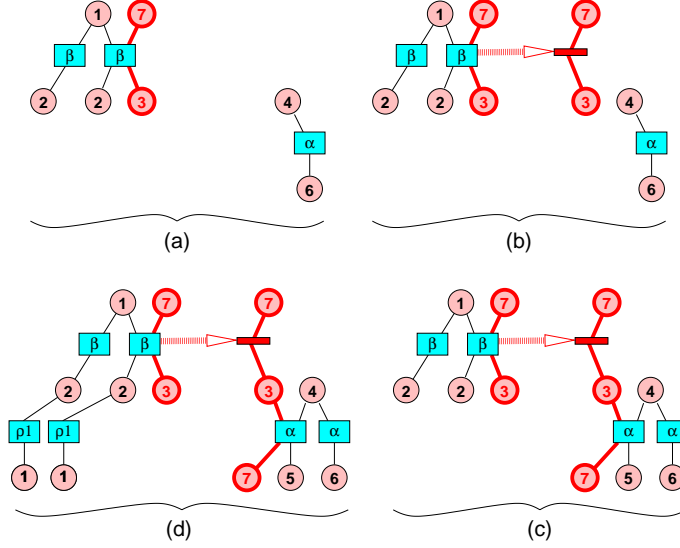 1 7 1 7 7
β β β β
2 2 3 4 2 2 3 3 4
α α
6 6
(a) (b)
1 7 7 1 7 7
β β β β
2 2 3 3 4 2 2 3 3 4
ρ1 ρ1 α α α α
1 1 7 5 6 7 5 6
(d) (c)